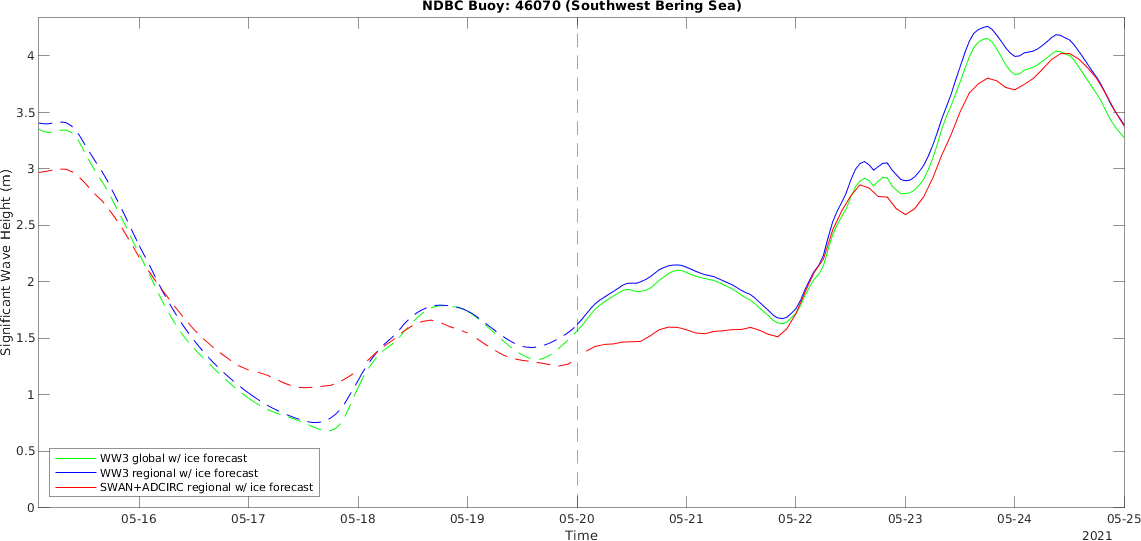 NDBC Buoy: 46070 (Southwest Bering Sea)
Significant Wave Height (m)
4
3.5
3
2.5
2
1.5
1
0.5
0
WW3 global w/ ice forecast
WW3 regional w/ ice forecast
SWAN+ADCIRC regional w/ ice forecast
05-16 05-17 05-18 05-19 05-20 05-21 05-22 05-23 05-24 05-25
Time
2021